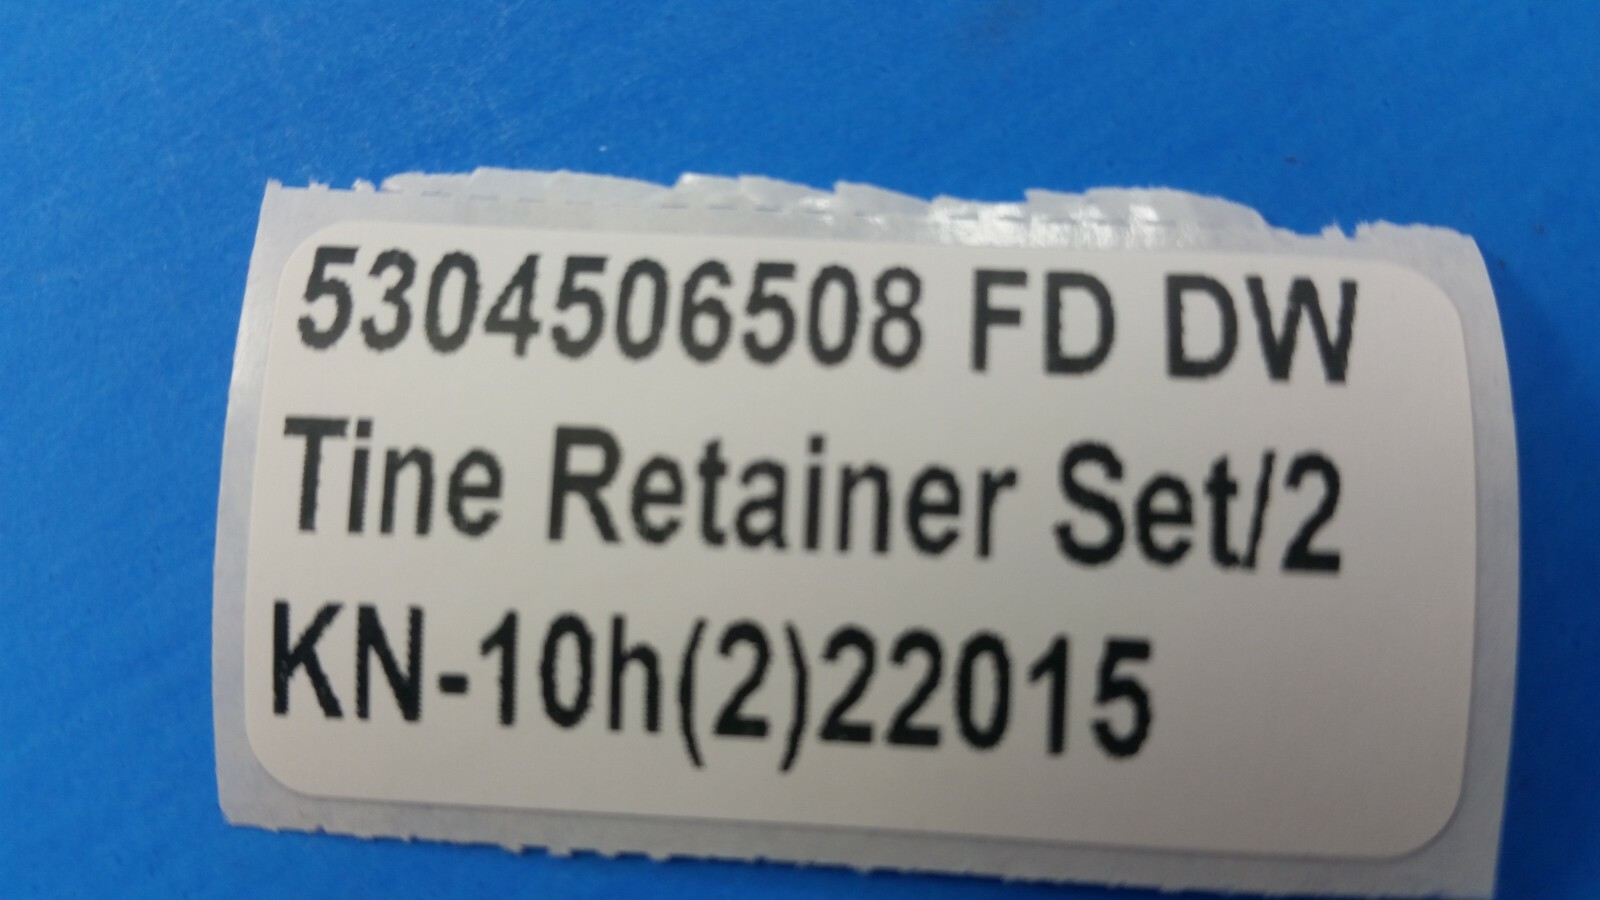 5304506508 FD DW
Tine Retainer Set/2
KN-10h(2)22015